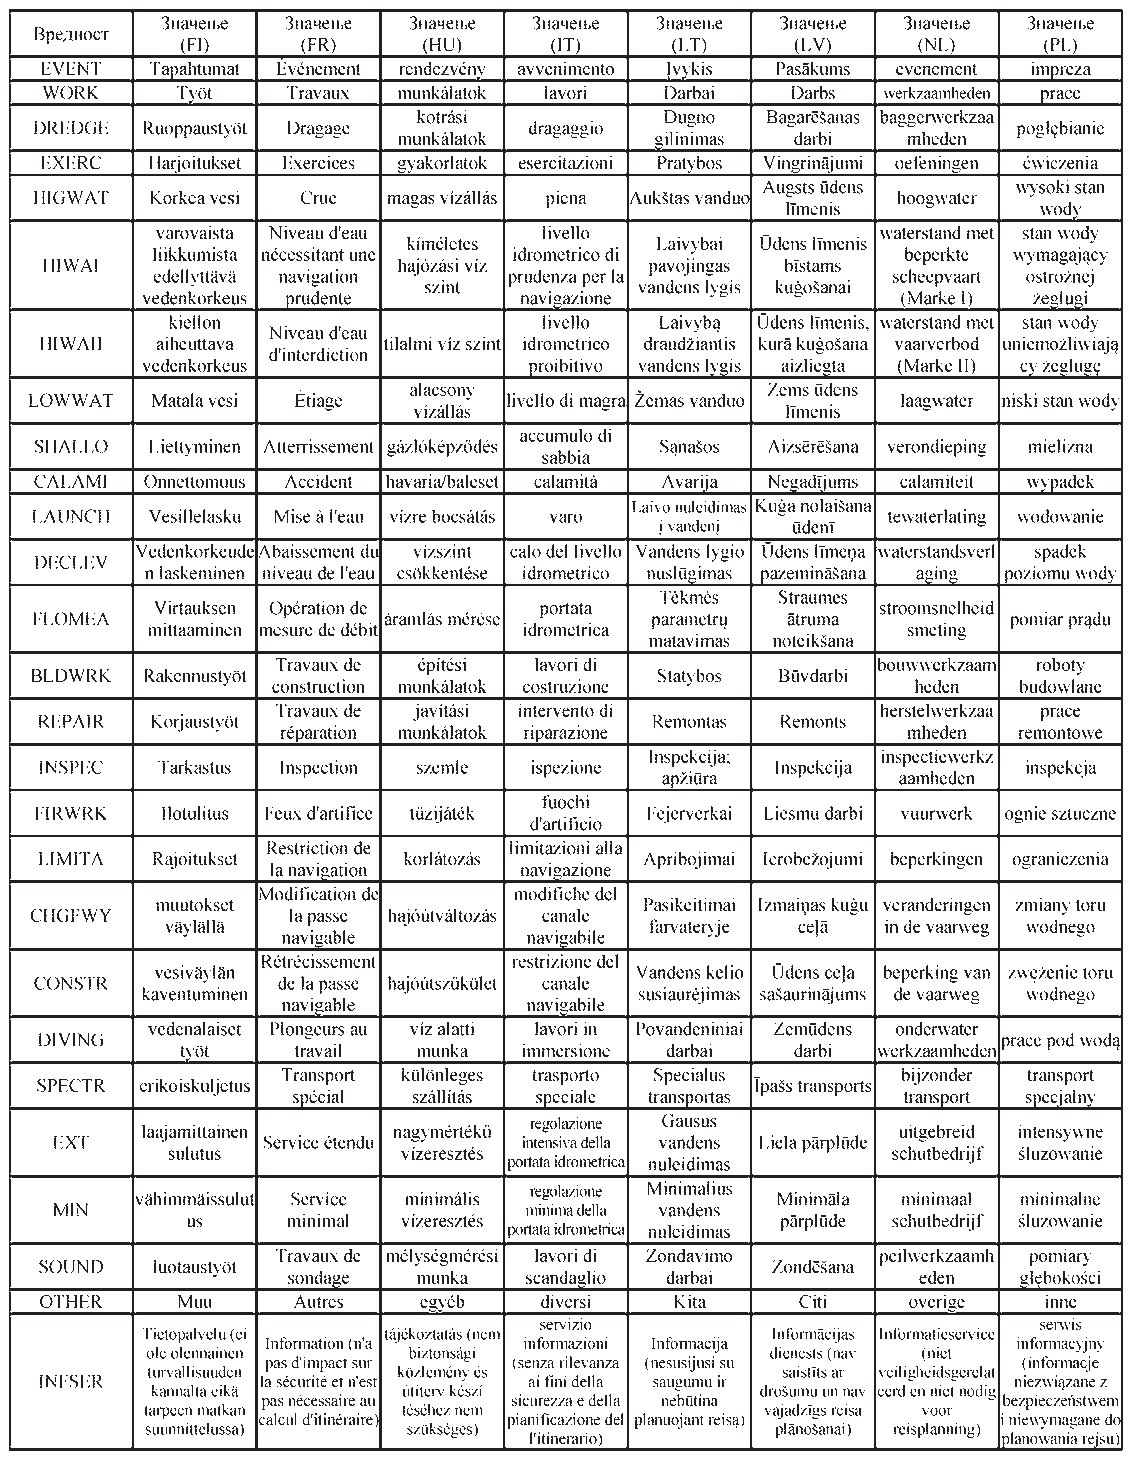 Вредност Значење (FI) Значење (FR) Значење (HU) Значење (IT) Значење (LT) Значење (LV) Значење (NL) Значење (PL)
EVENT Tapahtumat Événement rendezvény avvenimento Įvykis Pasākums evenement impreza
WORK Työt Travaux munkálatok lavori Darbai Darbs werkzaamheden prace
DREDGE Ruoppaustyöt Dragage kotrási munkálatok dragaggio Dugno gilinimas Bagarēšanas darbi baggerwerkzaa mheden pogłębianie
EXERC Harjoitukset Exercices gyakorlatok esercitazioni Pratybos Vingrinājumi oefeningen ćwiczenia
HIGWAT Korkea vesi Crue magas vízállás piena Aukštas vanduo Augsts ūdens līmenis hoogwater wysoki stan wody
HIWAI varovaista liikkumista edellyttävä vedenkorkeus Niveau d'eau nécessitant une navigation prudente kíméletes hajózási víz szint livello idrometrico di prudenza per la navigazione Laivybai pavojingas vandens lygis Ūdens līmenis bīstams kuģošanai waterstand met beperkte scheepvaart (Marke I) stan wody wymagający ostrożnej żeglugi
HIWAII kiellon aiheuttava vedenkorkeus Niveau d'eau d'interdiction tilalmi víz szint livello idrometrico proibitivo Laivybą draudžiantis vandens lygis Ūdens līmenis, kurā kuģošana aizliegta waterstand met vaarverbod (Marke II) stan wody uniemożliwiają cy żeglugę
LOWWAT Matala vesi Étiage alacsony vízállás livello di magra Žemas vanduo Zems ūdens līmenis laagwater niski stan wody
SHALLO Liettyminen Atterrissement gázlóképződés accumulo di sabbia Sąnašos Aizsērēšana verondieping mielizna
CALAMI Onnettomuus Accident havaria/baleset calamità Avarija Negadījums calamiteit wypadek
LAUNCH Vesillelasku Mise à l'eau vízre bocsátás varo Laivo nuleidimas į vandenį Kuģa nolaišana ūdenī tewaterlating wodowanie
DECLEV Vedenkorkeude n laskeminen Abaissement du niveau de l'eau vízszint csökkentése calo del livello idrometrico Vandens lygio nuslūgimas Ūdens līmeņa pazemināšana waterstandsverl aging spadek poziomu wody
FLOMEA Virtauksen mittaaminen Opération de mesure de débit áramlás mérése portata idrometrica Tėkmės parametrų matavimas Straumes ātruma noteikšana stroomsnelheid smeting pomiar prądu
BLDWRK Rakennustyöt Travaux de construction építési munkálatok lavori di costruzione Statybos Būvdarbi bouwwerkzaam heden roboty budowlane
REPAIR Korjaustyöt Travaux de réparation javítási munkálatok intervento di riparazione Remontas Remonts herstelwerkzaa mheden prace remontowe
INSPEC Tarkastus Inspection szemle ispezione Inspekcija; apžiūra Inspekcija inspectiewerkz aamheden inspekcja
FIRWRK Ilotulitus Feux d'artifice tűzijáték fuochi d'artificio Fejerverkai Liesmu darbi vuurwerk ognie sztuczne
LIMITA Rajoitukset Restriction de la navigation korlátozás limitazioni alla navigazione Apribojimai Ierobežojumi beperkingen ograniczenia
CHGFWY muutokset väylällä Modification de la passe navigable hajóútváltozás modifiche del canale navigabile Pasikeitimai farvateryje Izmaiņas kuģu ceļā veranderingen in de vaarweg zmiany toru wodnego
CONSTR vesiväylän kaventuminen Rétrécissement de la passe navigable hajóútszűkület restrizione del canale navigabile Vandens kelio susiaurėjimas Ūdens ceļa sašaurinājums beperking van de vaarweg zwężenie toru wodnego
DIVING vedenalaiset työt Plongeurs au travail víz alatti munka lavori in immersione Povandeniniai darbai Zemūdens darbi onderwater werkzaamheden prace pod wodą
SPECTR erikoiskuljetus Transport spécial különleges szállítás trasporto speciale Specialus transportas Īpašs transports bijzonder transport transport specjalny
EXT laajamittainen sulutus Service étendu nagymértékű vízeresztés regolazione intensiva della portata idrometrica Gausus vandens nuleidimas Liela pārplūde uitgebreid schutbedrijf intensywne śluzowanie
MIN vähimmäissulut us Service minimal minimális vízeresztés regolazione minima della portata idrometrica Minimalius vandens nuleidimas Minimāla pārplūde minimaal schutbedrijf minimalne śluzowanie
SOUND luotaustyöt Travaux de sondage mélységmérési munka lavori di scandaglio Zondavimo darbai Zondēšana peilwerkzaamh eden pomiary głębokości
OTHER Muu Autres egyéb diversi Kita Citi overige inne
INFSER Tietopalvelu (ei ole olennainen turvallisuuden kannalta eikä tarpeen matkan suunnittelussa) Information (n'a pas d'impact sur la sécurité et n'est pas nécessaire au calcul d'itinéraire) tájékoztatás (nem biztonsági közlemény és útiterv készí téséhez nem szükséges) servizio informazioni (senza rilevanza ai fini della sicurezza e della pianificazione del l'itinerario) Informacija (nesusijusi su saugumu ir nebūtina planuojant reisą) Informācijas dienests (nav saistīts ar drošumu un nav vajadzīgs reisa plānošanai) Informatieservice (niet veiligheidsgerelat eerd en niet nodig voor reisplanning) serwis informacyjny (informacje niezwiązane z bezpieczeństwem i niewymagane do planowania rejsu)